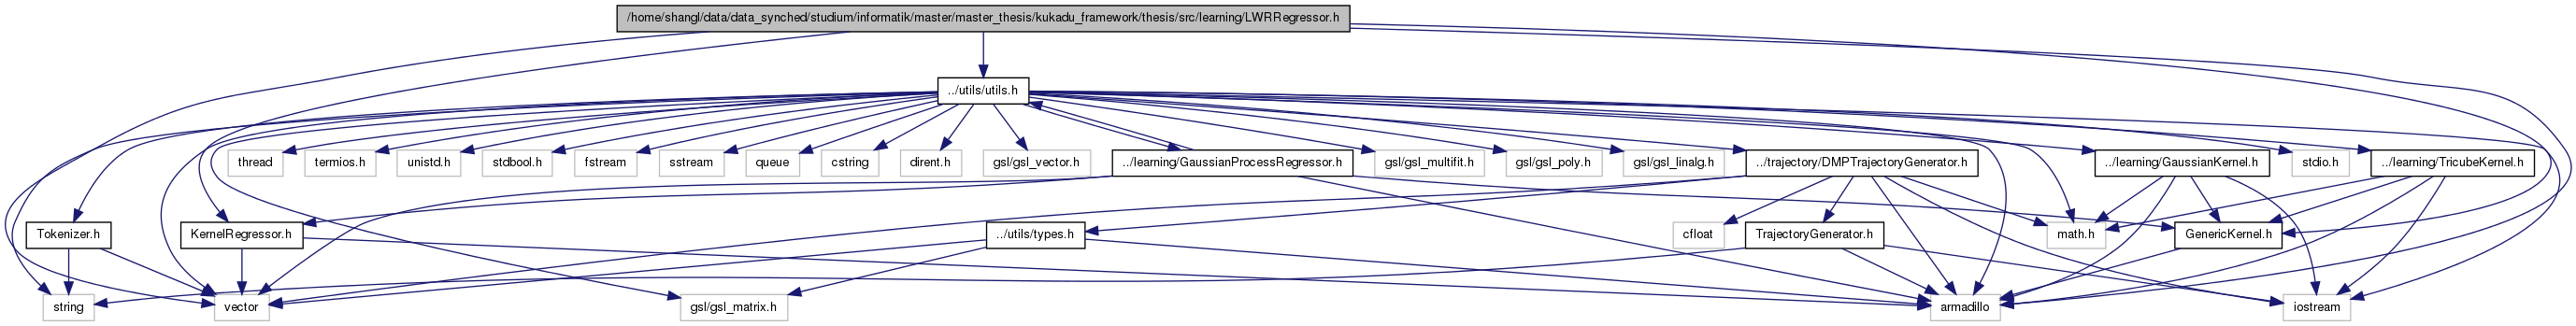 /home/shangl/data/data_synched/studium/informatik/master/master_thesis/kukadu_framework/thesis/src/learning/LWRRegressor.h
../utils/utils.h
thread
termios.h
unistd.h
stdbool.h
fstream
sstream
queue
cstring
dirent.h
gsl/gsl_vector.h
../learning/GaussianProcessRegressor.h
gsl/gsl_multifit.h
gsl/gsl_poly.h
gsl/gsl_linalg.h
../trajectory/DMPTrajectoryGenerator.h
../learning/GaussianKernel.h
stdio.h
../learning/TricubeKernel.h
Tokenizer.h
KernelRegressor.h
../utils/types.h
cfloat
TrajectoryGenerator.h
math.h
GenericKernel.h
string
vector
gsl/gsl_matrix.h
armadillo
iostream